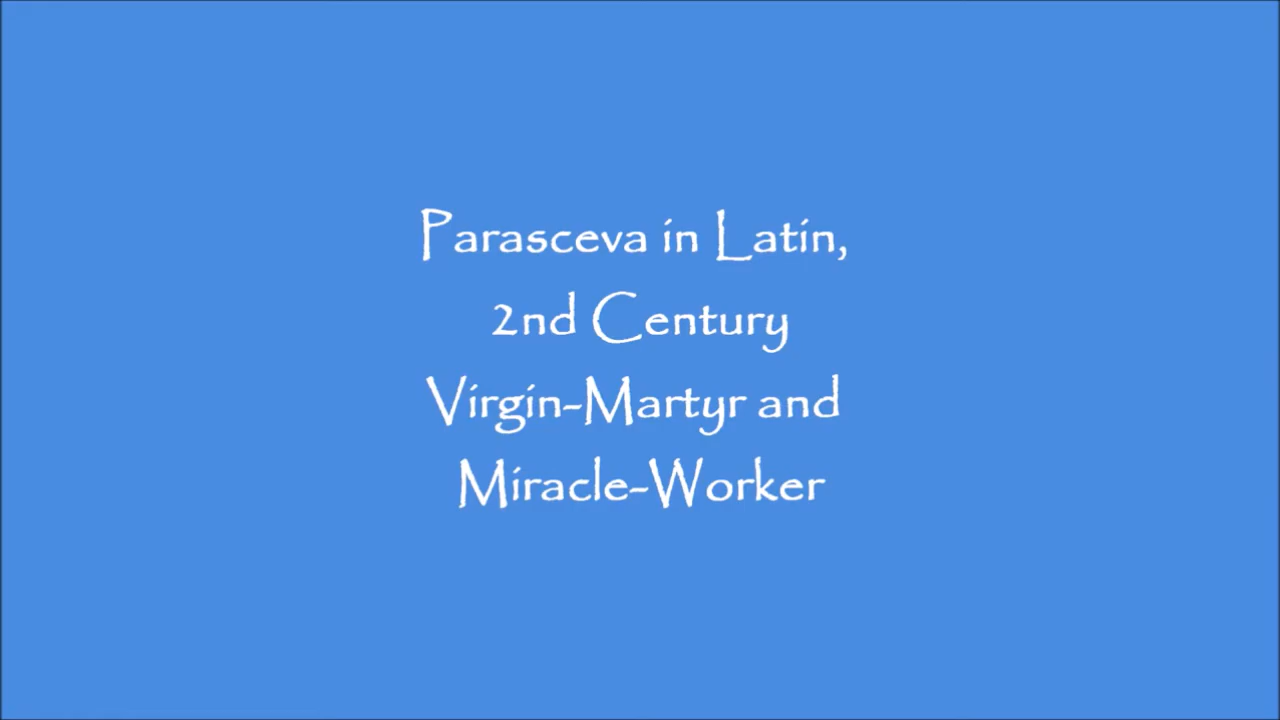 Parasceva in Latin,
2nd Century
Virgin-Martyr and
Miracle-Worker